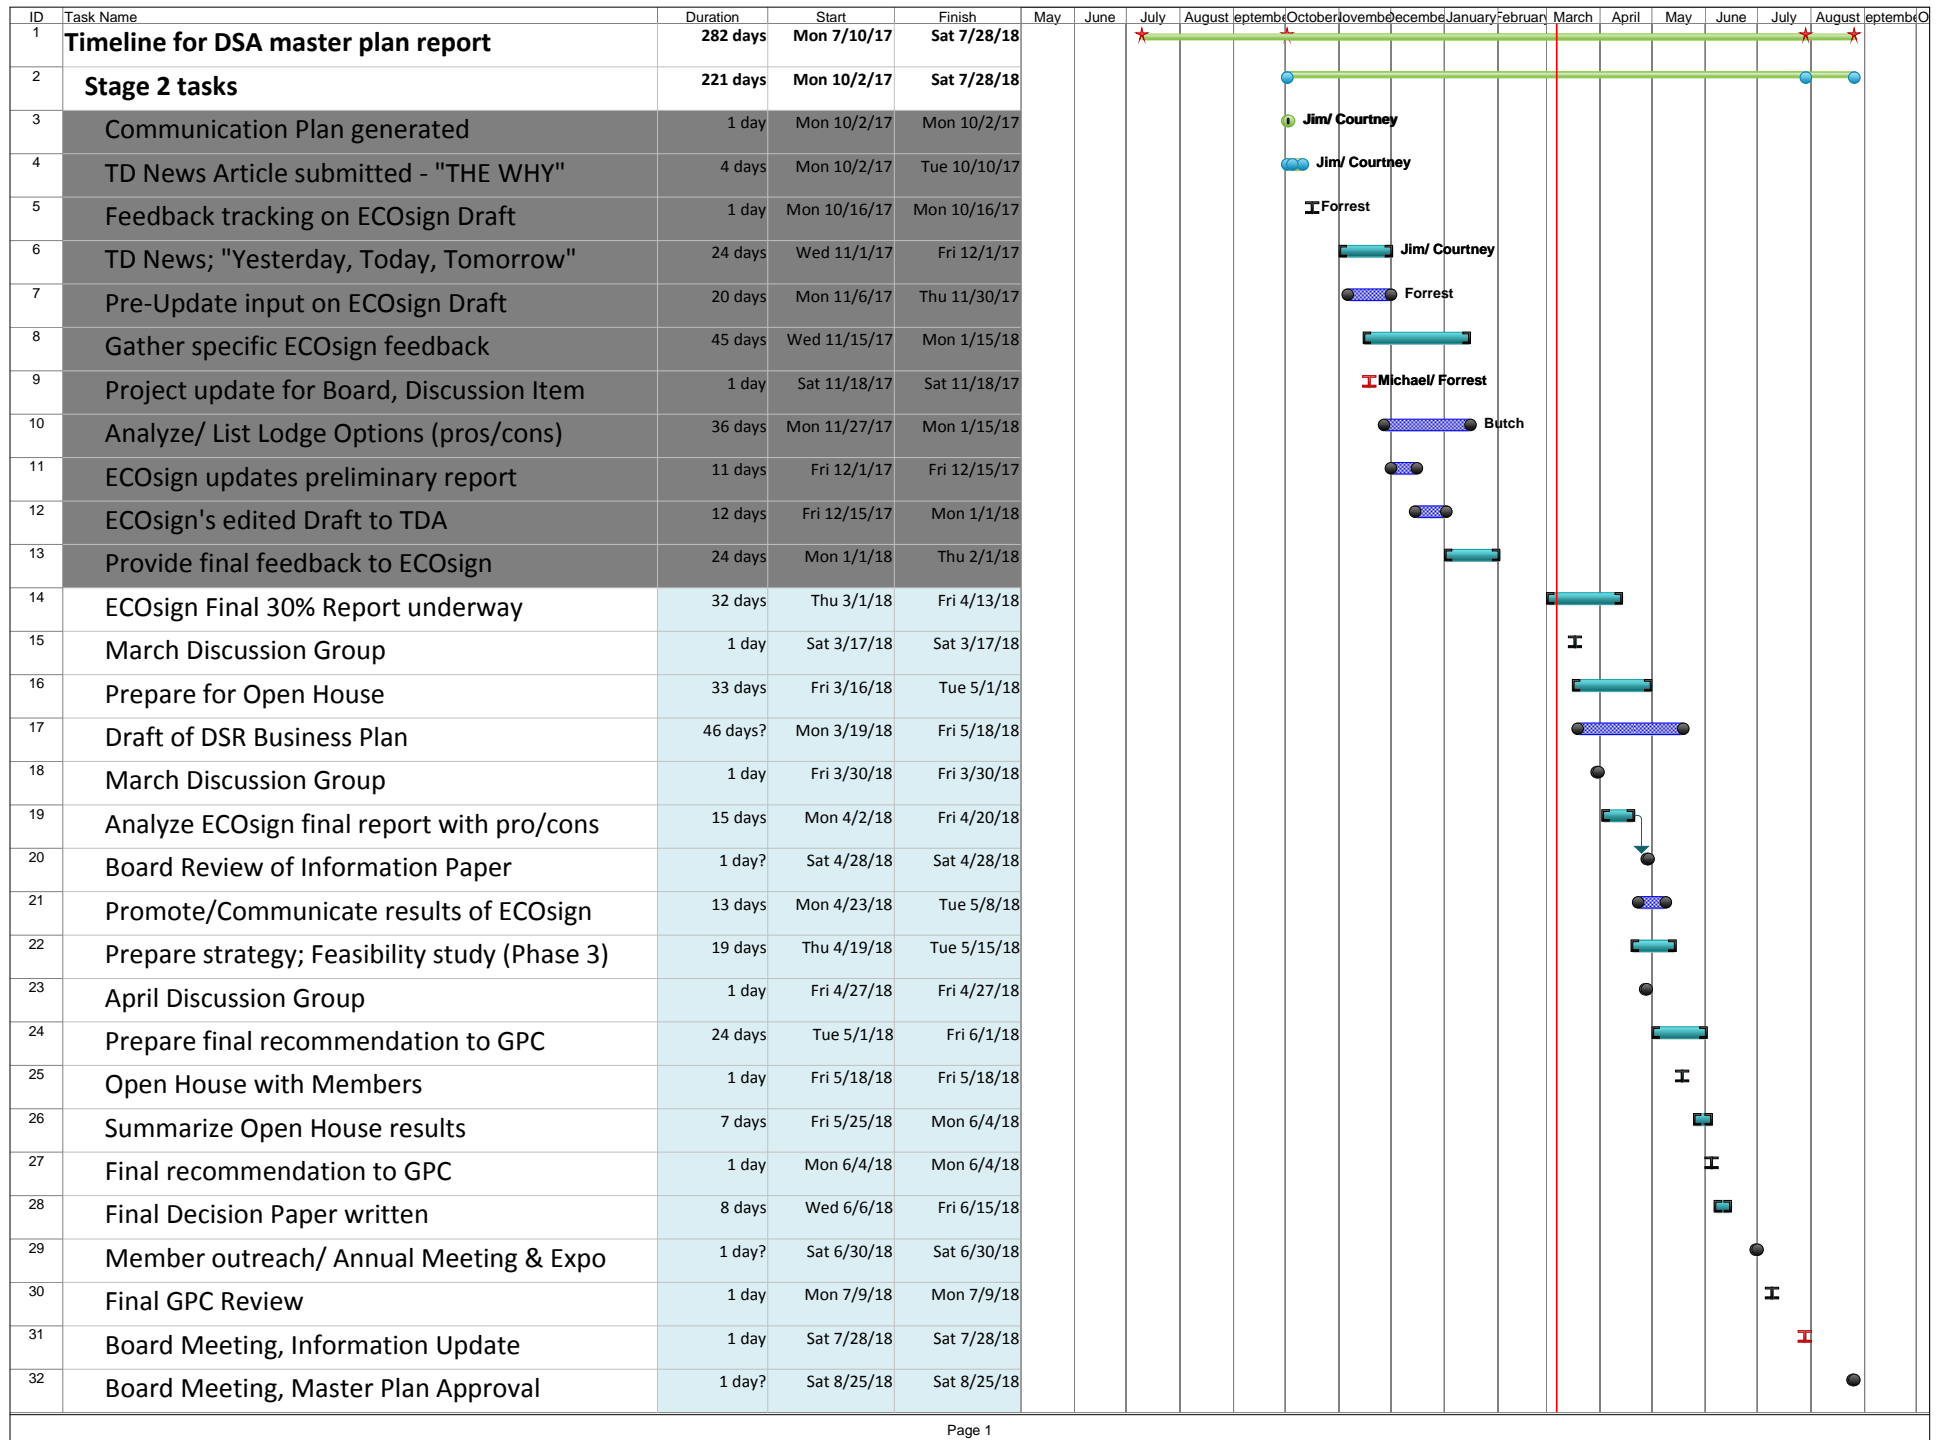 ID Task Name Duration Start Finish May June July August eptembe October lovembe )ecembe January February March April May June July August eptembe O
1 Timeline for DSA master plan report 282 days Mon 7/10/17 Sat 7/28/18
2 Stage 2 tasks 221 days Mon 10/2/17 Sat 7/28/18
3 Communication Plan generated 1 day Mon 10/2/17 Mon 10/2/17 Jim/ Courtney
4 TD News Article submitted - "THE WHY" 4 days Mon 10/2/17 Tue 10/10/17 Jim/ Courtney
5 Feedback tracking on ECOsign Draft 1 day Mon 10/16/17 Mon 10/16/17 Forrest
6 TD News; "Yesterday, Today, Tomorrow" 24 days Wed 11/1/17 Fri 12/1/17 Jim/ Courtney
7 Pre-Update input on ECOsign Draft 20 days Mon 11/6/17 Thu 11/30/17 Forrest
8 Gather specific ECOsign feedback 45 days Wed 11/15/17 Mon 1/15/18
9 Project update for Board, Discussion Item 1 day Sat 11/18/17 Sat 11/18/17 Michael/ Forrest
10 Analyze/ List Lodge Options (pros/cons) 36 days Mon 11/27/17 Mon 1/15/18 Butch
11 ECOsign updates preliminary report 11 days Fri 12/1/17 Fri 12/15/17
12 ECOsign's edited Draft to TDA 12 days Fri 12/15/17 Mon 1/1/18
13 Provide final feedback to ECOsign 24 days Mon 1/1/18 Thu 2/1/18
14 ECOsign Final 30% Report underway 32 days Thu 3/1/18 Fri 4/13/18
15 March Discussion Group 1 day Sat 3/17/18 Sat 3/17/18
16 Prepare for Open House 33 days Fri 3/16/18 Tue 5/1/18
17 Draft of DSR Business Plan 46 days? Mon 3/19/18 Fri 5/18/18
18 March Discussion Group 1 day Fri 3/30/18 Fri 3/30/18
19 Analyze ECOsign final report with pro/cons 15 days Mon 4/2/18 Fri 4/20/18
20 Board Review of Information Paper 1 day? Sat 4/28/18 Sat 4/28/18
21 Promote/Communicate results of ECOsign 13 days Mon 4/23/18 Tue 5/8/18
22 Prepare strategy; Feasibility study (Phase 3) 19 days Thu 4/19/18 Tue 5/15/18
23 April Discussion Group 1 day Fri 4/27/18 Fri 4/27/18
24 Prepare final recommendation to GPC 24 days Tue 5/1/18 Fri 6/1/18
25 Open House with Members 1 day Fri 5/18/18 Fri 5/18/18
26 Summarize Open House results 7 days Fri 5/25/18 Mon 6/4/18
27 Final recommendation to GPC 1 day Mon 6/4/18 Mon 6/4/18
28 Final Decision Paper written 8 days Wed 6/6/18 Fri 6/15/18
29 Member outreach/ Annual Meeting & Expo 1 day? Sat 6/30/18 Sat 6/30/18
30 Final GPC Review 1 day Mon 7/9/18 Mon 7/9/18
31 Board Meeting, Information Update 1 day Sat 7/28/18 Sat 7/28/18
32 Board Meeting, Master Plan Approval 1 day? Sat 8/25/18 Sat 8/25/18
Page 1